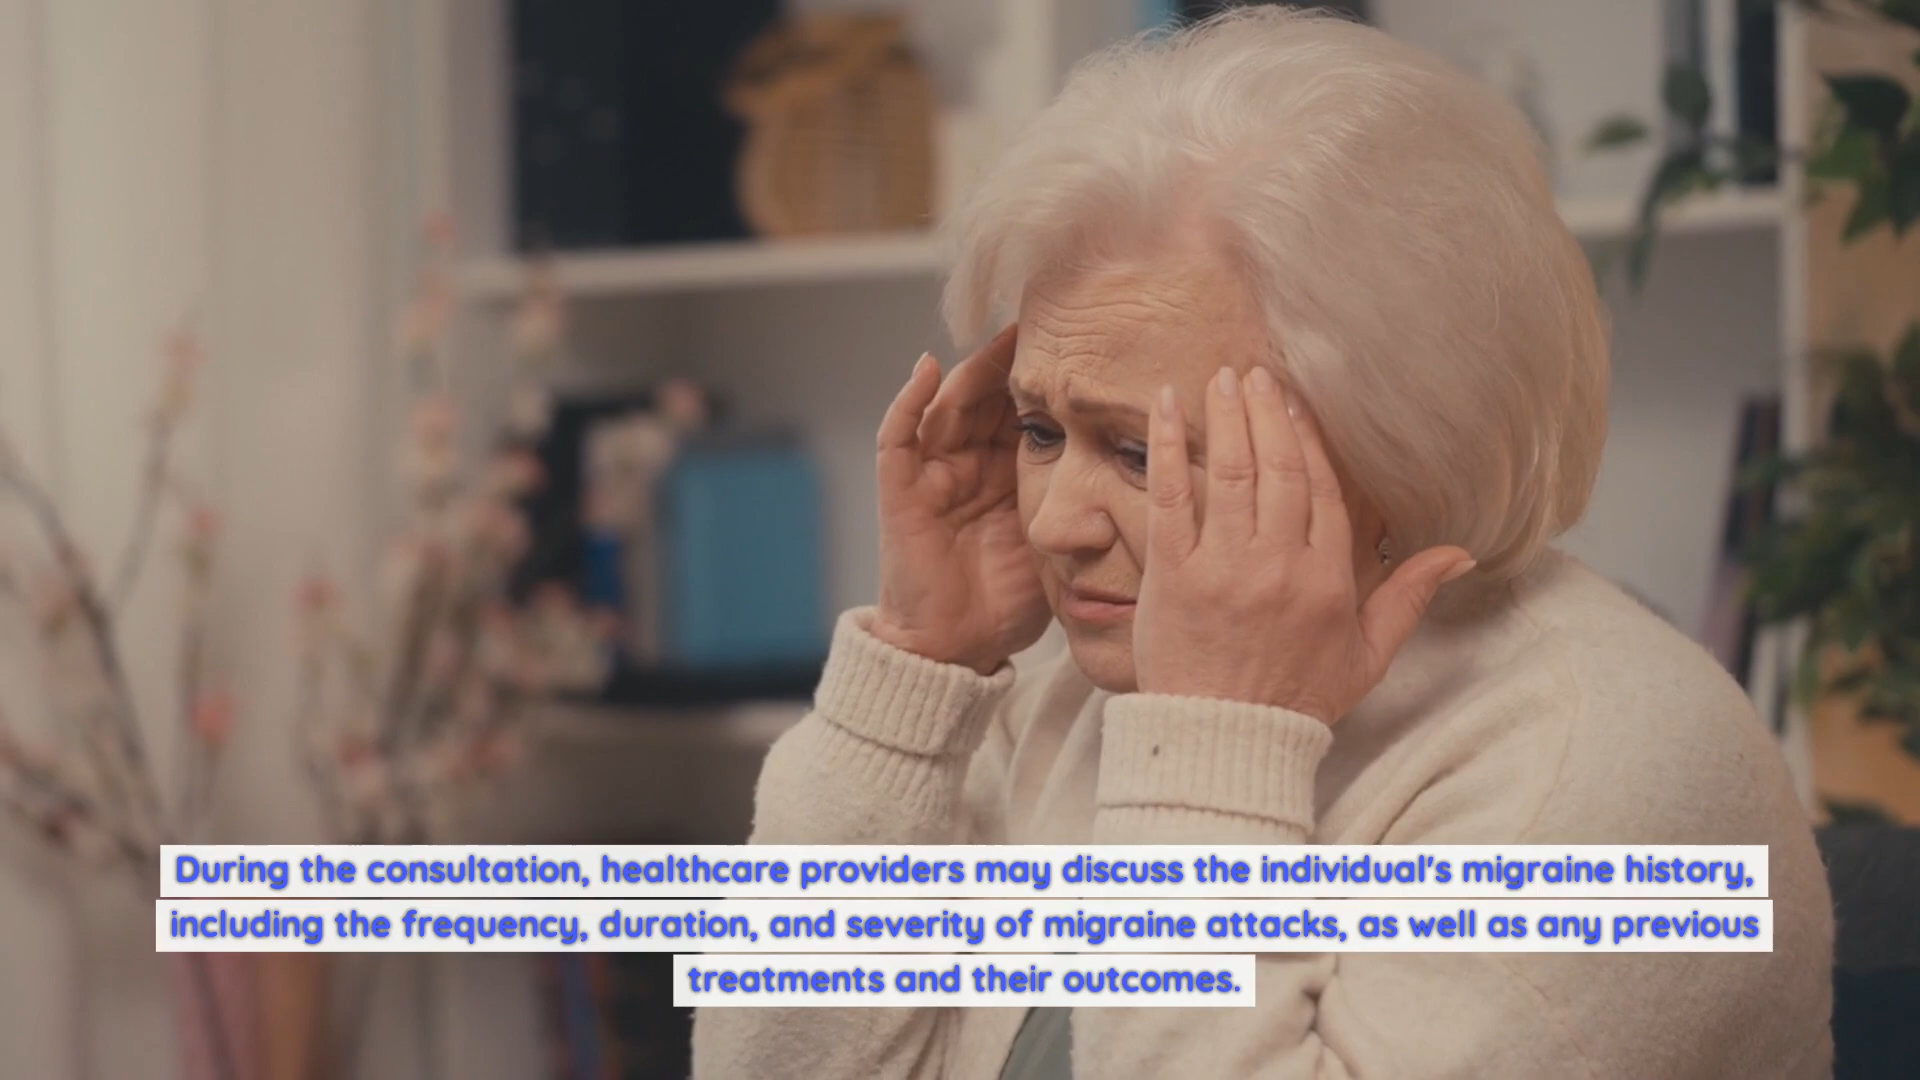 During the consultation, healthcare providers may discuss the individual's migraine history,
including the frequency, duration, and severity of migraine attacks, as well as any previous
treatments and their outcomes.